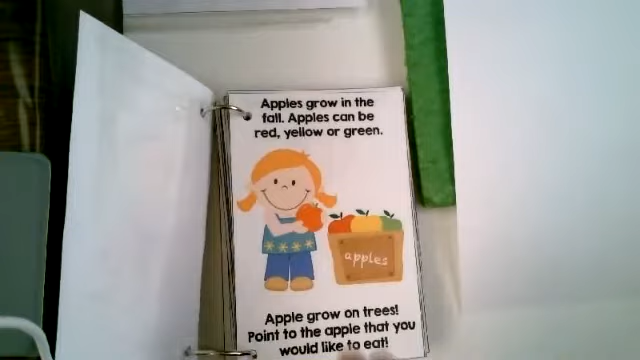 Apples grow in the
fall. Apples can be
red, yellow or green.
apples
Apple grow on trees!
Point to the apple that you
would like to eat!